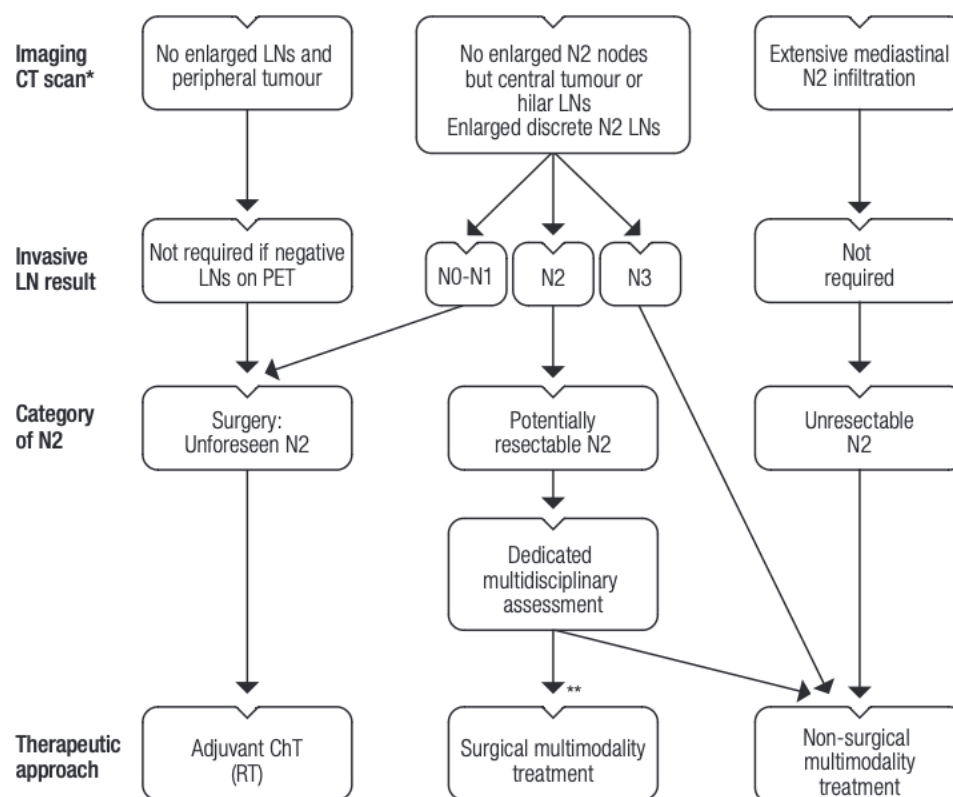 Imaging
CT scan*
No enlarged LNs and
peripheral tumour
No enlarged N2 nodes
but central tumour or
hilar LNs
Enlarged discrete N2 LNs
Extensive mediastinal
N2 infiltration
Invasive
LN result
Not required if negative
LNs on PET
N0-N1
N2
N3
Not
required
Category
of N2
Surgery:
Unforeseen N2
Potentially
resectable N2
Unresectable
N2
Dedicated
multidisciplinary
assessment
**
Therapeutic
approach
Adjuvant ChT
(RT)
Surgical multimodality
treatment
Non-surgical
multimodality
treatment